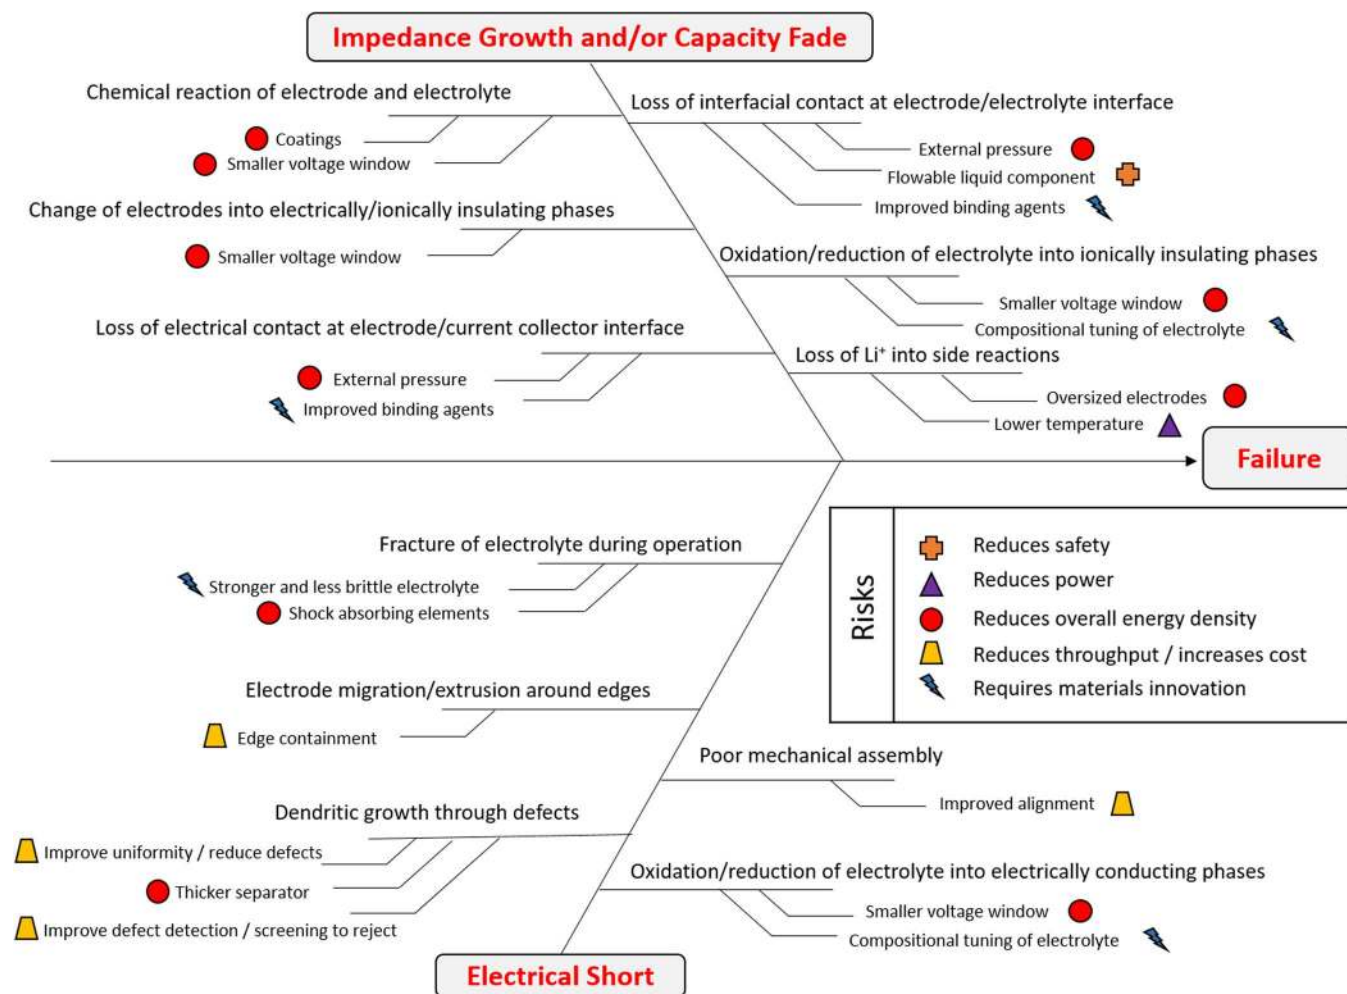 Impedance Growth and/or Capacity Fade
Chemical reaction of electrode and electrolyte
Coatings
Smaller voltage window
Change of electrodes into electrically/ionically insulating phases
Smaller voltage window
Loss of electrical contact at electrode/current collector interface
External pressure
Improved binding agents
Loss of interfacial contact at electrode/electrolyte interface
External pressure
Flowable liquid component
Improved binding agents
Oxidation/reduction of electrolyte into ionically insulating phases
Smaller voltage window
Compositional tuning of electrolyte
Loss of Li⁺ into side reactions
Oversized electrodes
Lower temperature
Failure
Fracture of electrolyte during operation
Stronger and less brittle electrolyte
Shock absorbing elements
Electrode migration/extrusion around edges
Edge containment
Dendritic growth through defects
Improve uniformity / reduce defects
Thicker separator
Improve defect detection / screening to reject
Risks
Reduces safety
Reduces power
Reduces overall energy density
Reduces throughput / increases cost
Requires materials innovation
Poor mechanical assembly
Improved alignment
Oxidation/reduction of electrolyte into electrically conducting phases
Smaller voltage window
Compositional tuning of electrolyte
Electrical Short